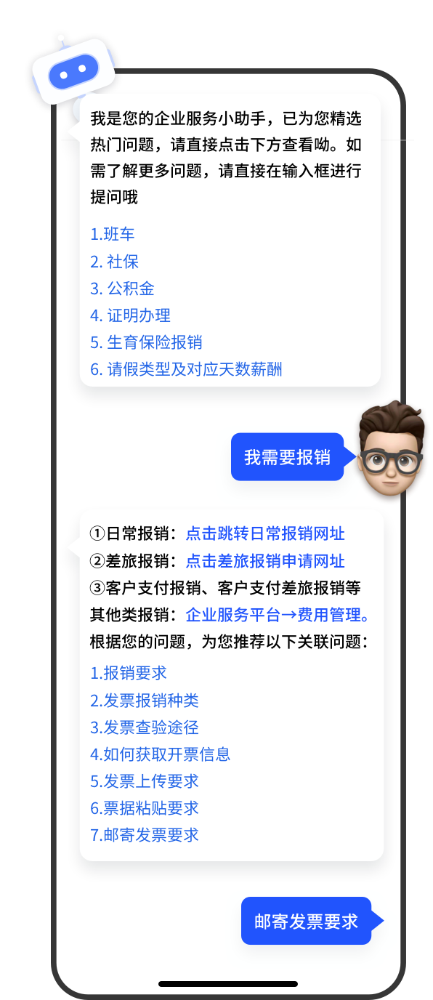 我是您的企业服务小助手，已为您精选
热门问题，请直接点击下方查看呦。如
需了解更多问题，请直接在输入框进行
提问哦
1.班车
2. 社保
3. 公积金
4. 证明办理
5. 生育保险报销
6. 请假类型及对应天数薪酬
我需要报销
①日常报销：点击跳转日常报销网址
②差旅报销：点击差旅报销申请网址
③客户支付报销、客户支付差旅报销等
其他类报销：企业服务平台→费用管理。
根据您的问题，为您推荐以下关联问题：
1.报销要求
2.发票报销种类
3.发票查验途径
4.如何获取开票信息
5.发票上传要求
6.票据粘贴要求
7.邮寄发票要求
邮寄发票要求